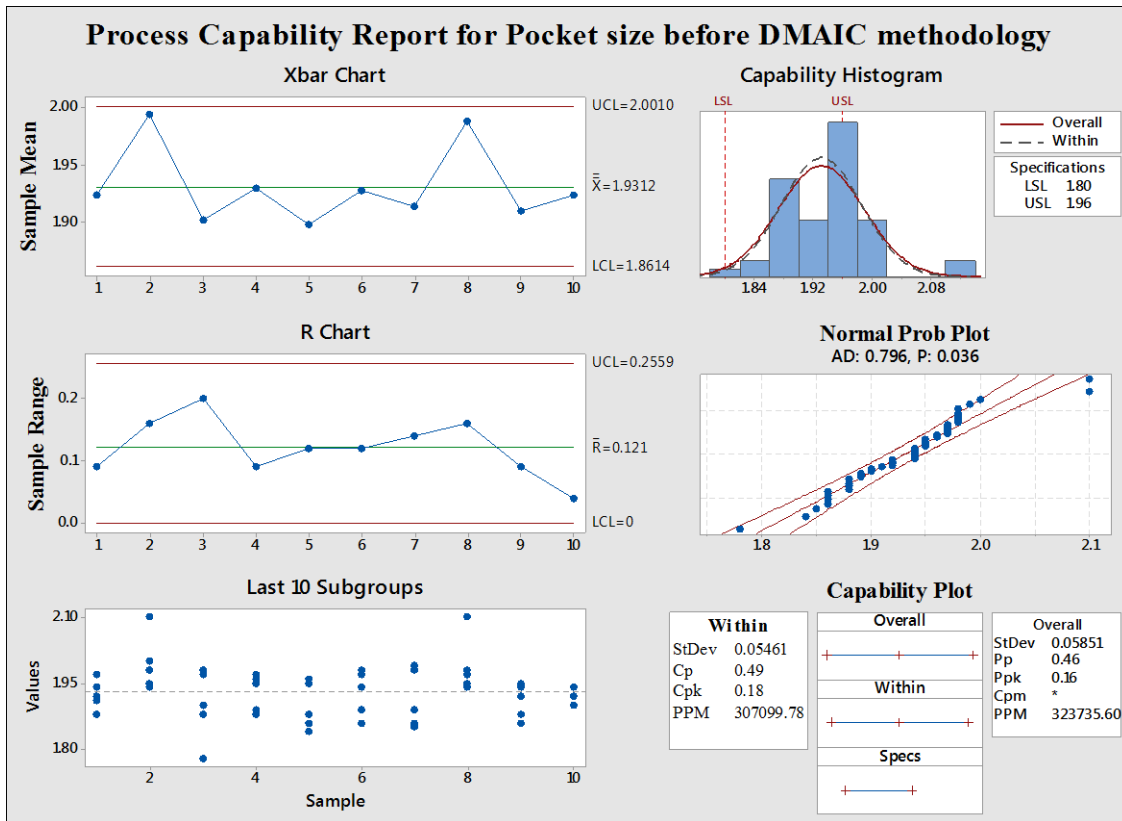 Process Capability Report for Pocket size before DMAIC methodology
Xbar Chart
Sample Mean
2.00
1.95
1.90
UCL=2.0010
X=1.9312
LCL=1.8614
1 2 3 4 5 6 7 8 9 10
R Chart
Sample Range
0.2
0.1
0.0
UCL=0.2559
R=0.121
LCL=0
1 2 3 4 5 6 7 8 9 10
Last 10 Subgroups
Values
2.10
1.95
1.80
2 4 6 8 10
Sample
Capability Histogram
LSL USL
1.84 1.92 2.00 2.08
Overall
Within
Specifications
LSL 1.80
USL 1.96
Normal Prob Plot
AD: 0.796, P: 0.036
1.8 1.9 2.0 2.1
Capability Plot
Within
StDev 0.05461
Cp 0.49
Cpk 0.18
PPM 307099.78
Overall
Within
Specs
Overall
StDev 0.05851
Pp 0.46
Ppk 0.16
Cpm *
PPM 323735.60